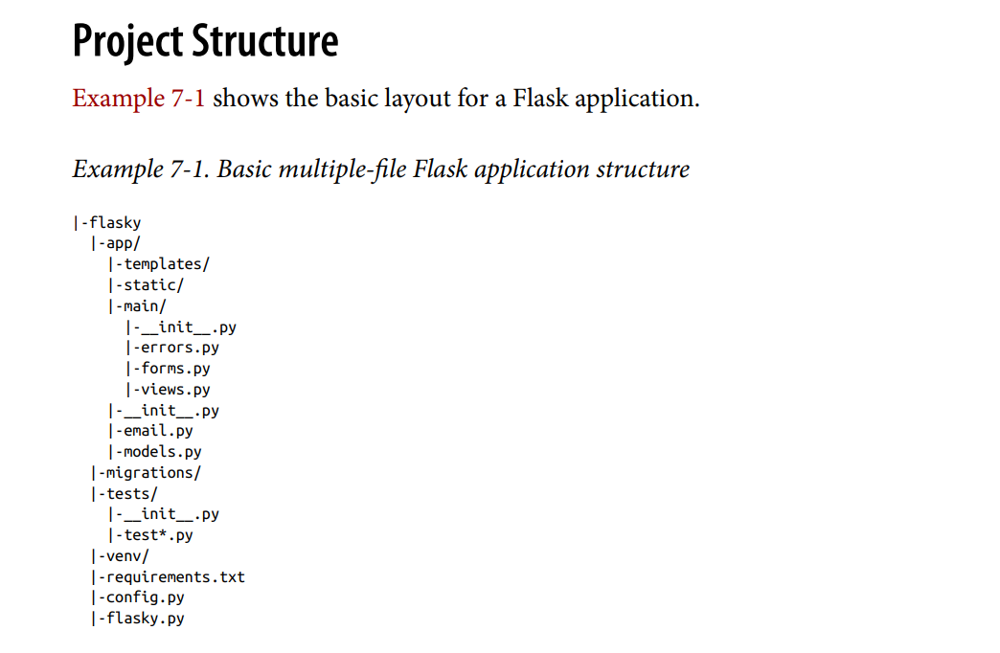 Project Structure
Example 7-1 shows the basic layout for a Flask application.
Example 7-1. Basic multiple-file Flask application structure
|-flasky
  |-app/
    |-templates/
    |-static/
    |-main/
      |-__init__.py
      |-errors.py
      |-forms.py
      |-views.py
    |-__init__.py
    |-email.py
    |-models.py
  |-migrations/
  |-tests/
    |-__init__.py
    |-test*.py
  |-venv/
  |-requirements.txt
  |-config.py
  |-flasky.py